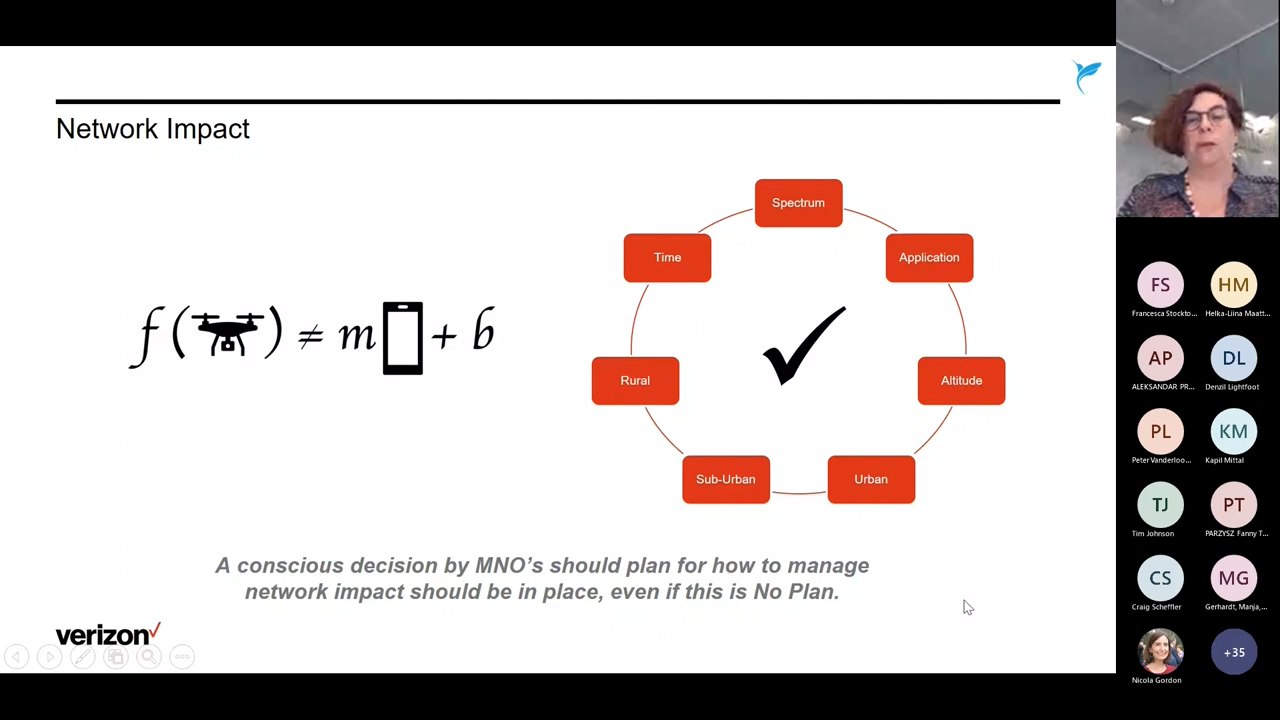 Network Impact
f ( ) ≠ m + b
Spectrum
Time
Application
Rural
Altitude
Sub-Urban
Urban
A conscious decision by MNO's should plan for how to manage
network impact should be in place, even if this is No Plan.
verizon
FS
HM
Francesca Stockto...
Helka-Liina Maatt...
AP
DL
ALEKSANDAR PR...
Denzil Lightfoot
PL
KM
Peter Vanderloo...
Kapil Mittal
TJ
PT
Tim Johnson
PARZYSZ Fanny T...
CS
MG
Craig Scheffler
Gerhardt, Manja,...
+35
Nicola Gordon